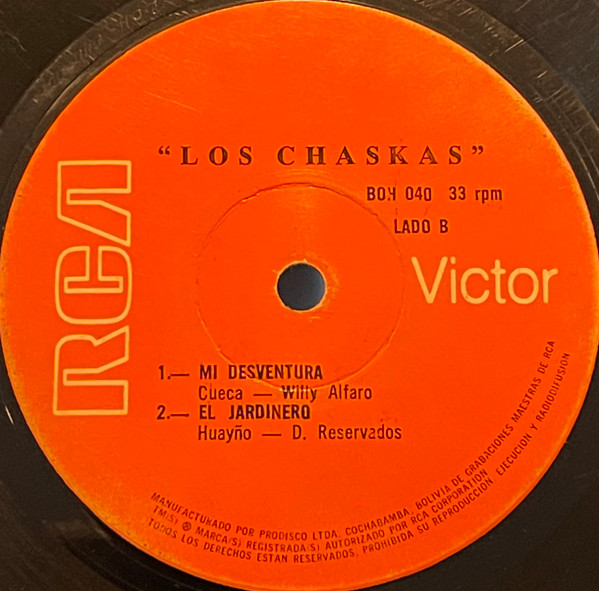 "LOS CHASKAS"
BOH 040 33 rpm
LADO B
RCA Victor
1.— MI DESVENTURA
Cueca — Willy Alfaro
2.— EL JARDINERO
Huayño — D. Reservados
MANUFACTURADO POR PRODISCO LTDA. COCHABAMBA, BOLIVIA DE GRABACIONES MAESTRAS DE RCA
TM(S) ® MARCA(S) REGISTRADA(S) AUTORIZADO POR RCA CORPORATION
TODOS LOS DERECHOS ESTAN RESERVADOS, PROHIBIDA SU REPRODUCCION, EJECUCION Y RADIODIFUSION